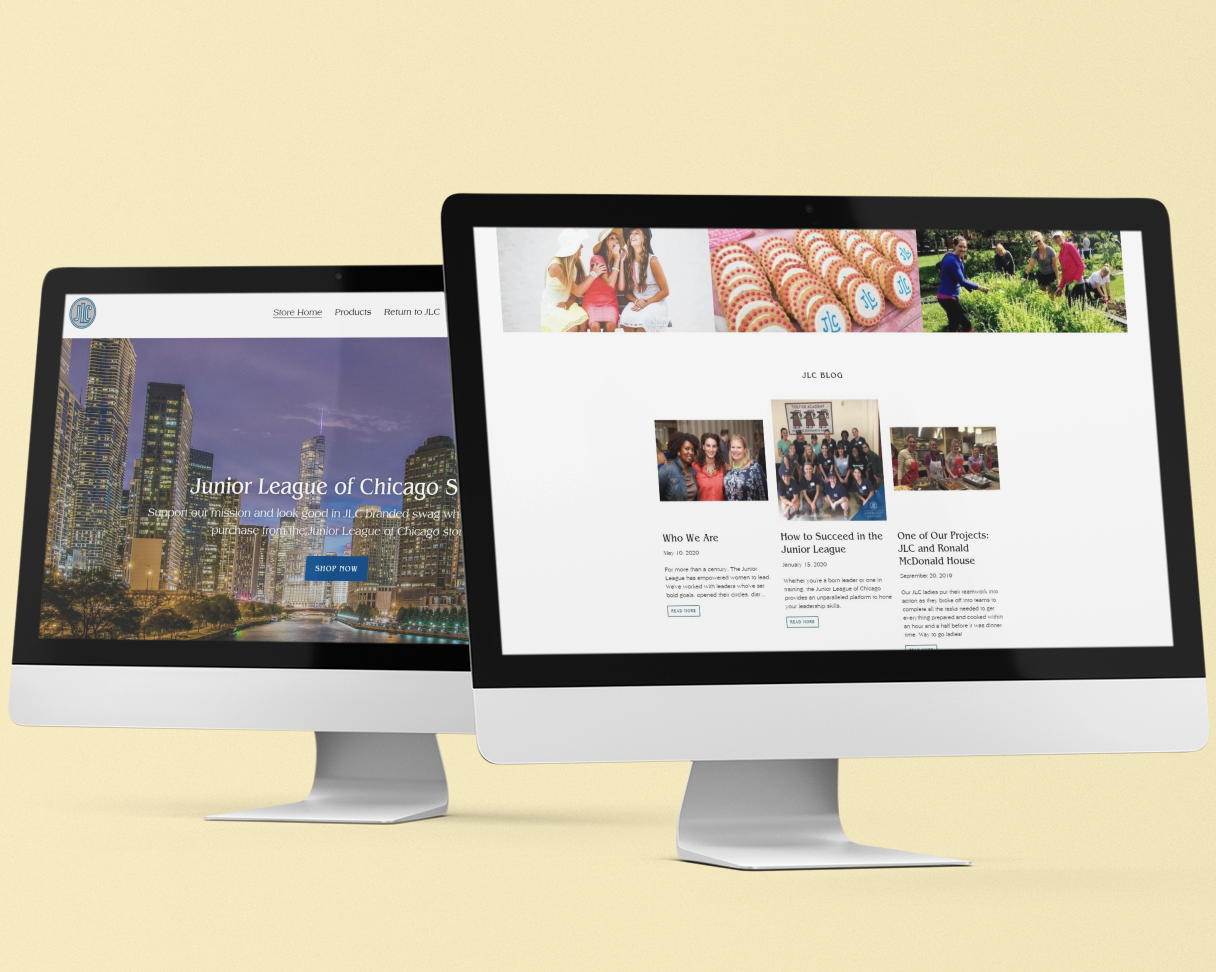 JLC
Store Home Products Return to JLC
Junior League of Chicago S
Support our mission and look good in JLC branded swag wh
purchase from the Junior League of Chicago sto
SHOP NOW
JLC JLC JLC
JLC BLOG
Who We Are
May 10, 2020
For more than a century, The Junior
League has empowered women to lead.
We've worked with leaders who've set
bold goals, opened their circles, diar...
READ MORE
How to Succeed in the
Junior League
January 15, 2020
Whether you're a born leader or one in
training, the Junior League of Chicago
provides an unparalleled platform to hone
your leadership skills.
READ MORE
One of Our Projects:
JLC and Ronald
McDonald House
September 20, 2019
Our JLC ladies put their teamwork into
action as they broke off into teams to
complete all the tasks needed to get
everything prepared and cooked within
an hour and a half before it was dinner
time. Way to go ladies!